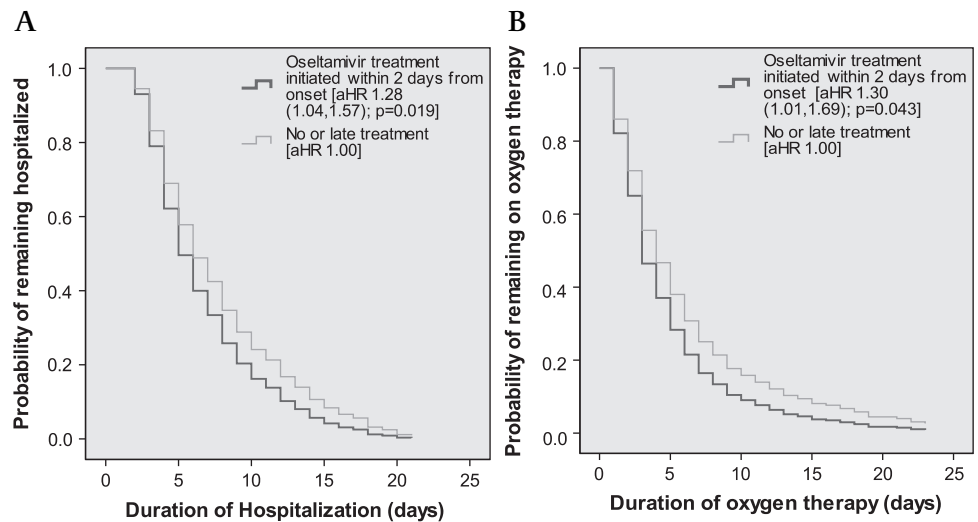 A
Probability of remaining hospitalized
1.0
0.8
0.6
0.4
0.2
0.0
Oseltamivir treatment
initiated within 2 days from
onset [aHR 1.28
(1.04,1.57); p=0.019]
No or late treatment
[aHR 1.00]
0 5 10 15 20 25
Duration of Hospitalization (days)
B
Probability of remaining on oxygen therapy
1.0
0.8
0.6
0.4
0.2
0.0
Oseltamivir treatment
initiated within 2 days from
onset [aHR 1.30
(1.01,1.69); p=0.043]
No or late treatment
[aHR 1.00]
0 5 10 15 20 25
Duration of oxygen therapy (days)